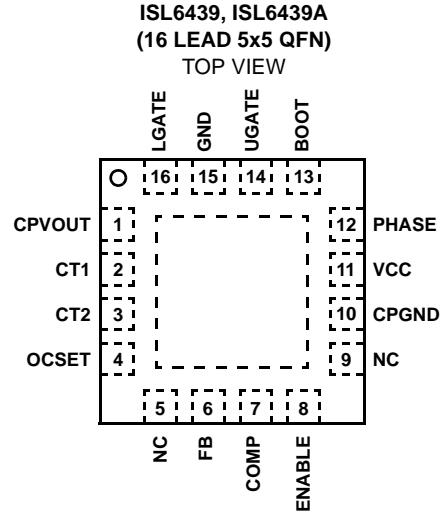 ISL6439, ISL6439A
(16 LEAD 5x5 QFN)
TOP VIEW
LGATE
GND
UGATE
BOOT
16 15 14 13
CPVOUT 1
CT1 2
CT2 3
OCSET 4
12 PHASE
11 VCC
10 CPGND
9 NC
5 6 7 8
NC
FB
COMP
ENABLE